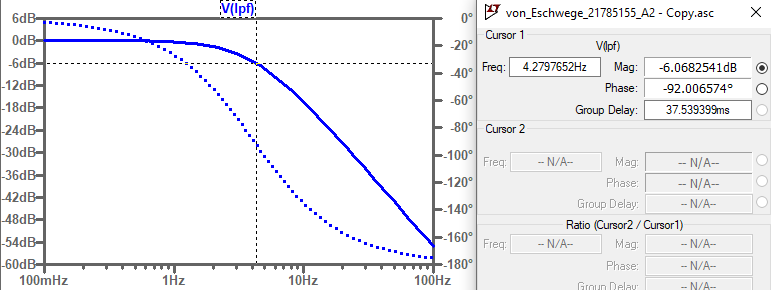 V(lpf)
0dB
-6dB
-12dB
-18dB
-24dB
-30dB
-36dB
-42dB
-48dB
-54dB
-60dB
0°
-20°
-40°
-60°
-80°
-100°
-120°
-140°
-160°
-180°
100mHz 1Hz 10Hz 100Hz
von_Eschwege_21785155_A2 - Copy.asc
Cursor 1
V(lpf)
Freq: 4.2797652Hz Mag: -6.0682541dB
Phase: -92.006574°
Group Delay: 37.539399ms
Cursor 2
Freq: -- N/A-- Mag: -- N/A--
Phase: -- N/A--
Group Delay: -- N/A--
Ratio (Cursor2 / Cursor1)
Freq: -- N/A-- Mag: -- N/A--
Phase: -- N/A--
Group Delay: -- N/A--